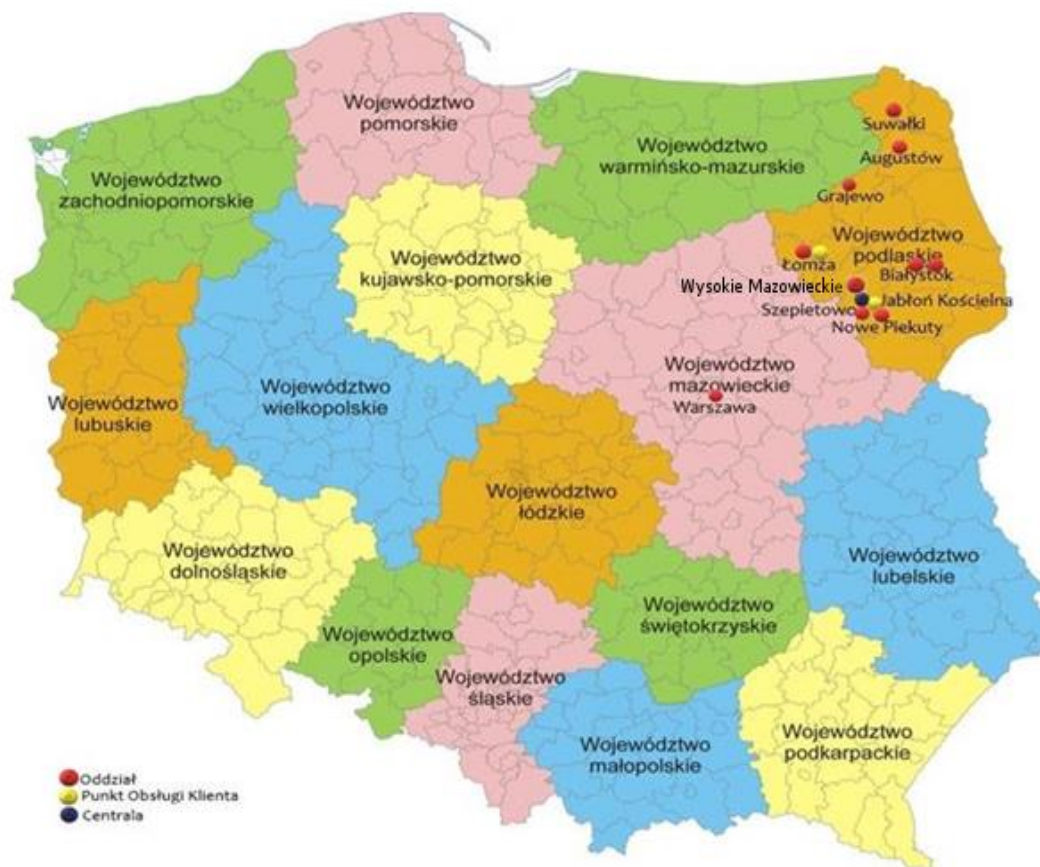 Województwo
pomorskie
Województwo
zachodniopomorskie
Województwo
warmińsko-mazurskie
Suwałki
Augustów
Grajewo
Województwo
kujawsko-pomorskie
Województwo
podlaskie
Łomża
Białystok
Wysokie Mazowieckie
Szepietowo
Jabłoń Kościelna
Nowe Piekuty
Województwo
mazowieckie
Warszawa
Województwo
wielkopolskie
Województwo
lubuskie
Województwo
łódzkie
Województwo
dolnośląskie
Województwo
lubelskie
Województwo
opolskie
Województwo
świętokrzyskie
Województwo
śląskie
Województwo
małopolskie
Województwo
podkarpackie
Oddział
Punkt Obsługi Klienta
Centrala